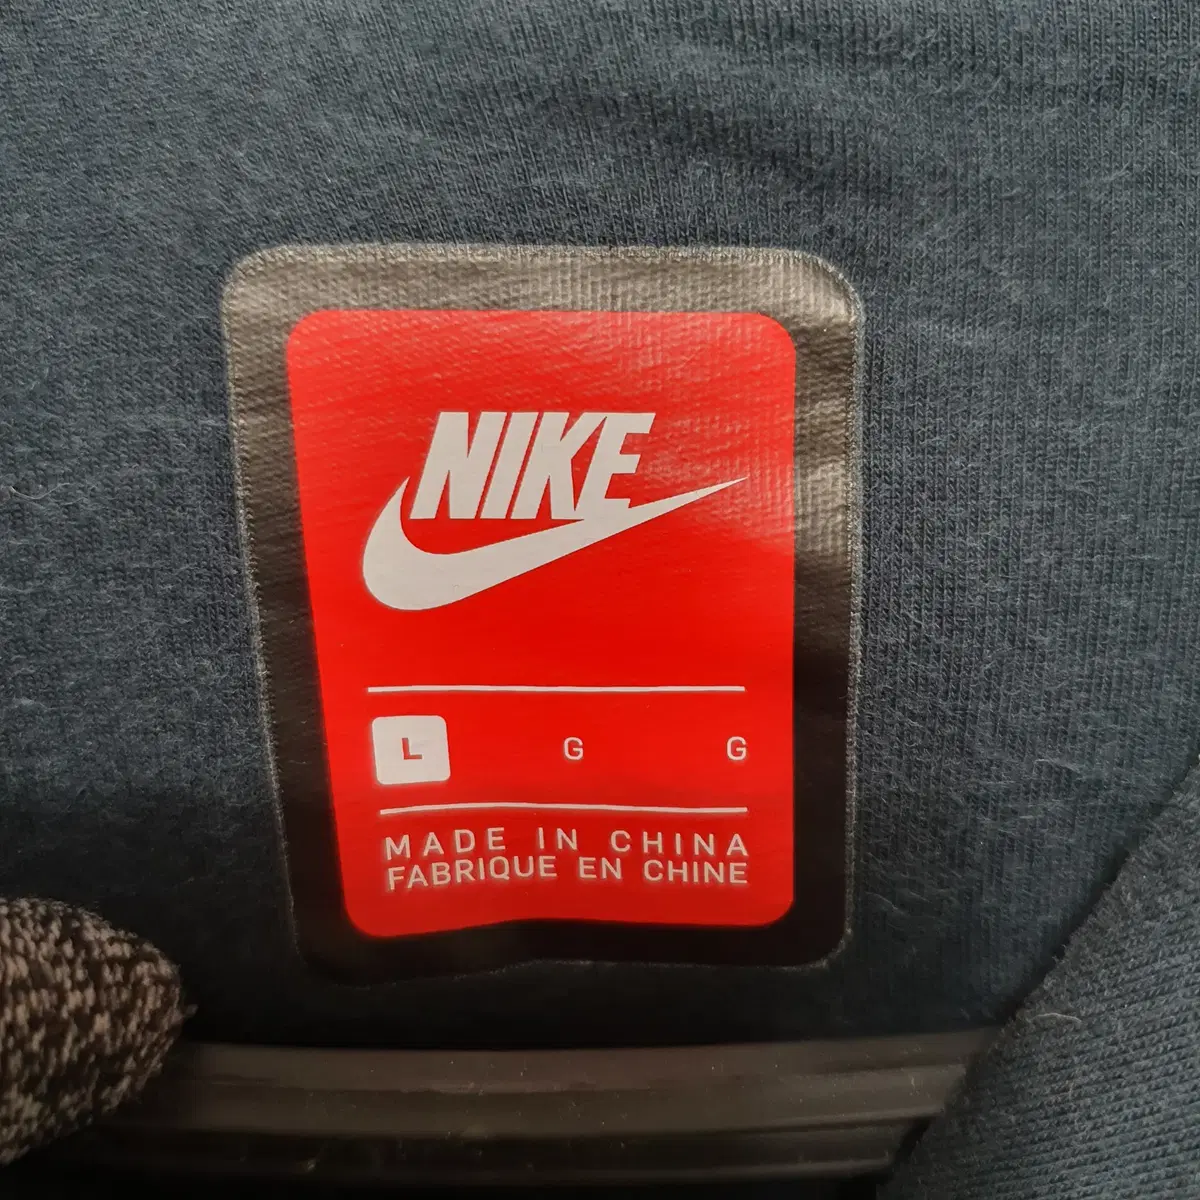 NIKE
L G G
MADE IN CHINA
FABRIQUE EN CHINE